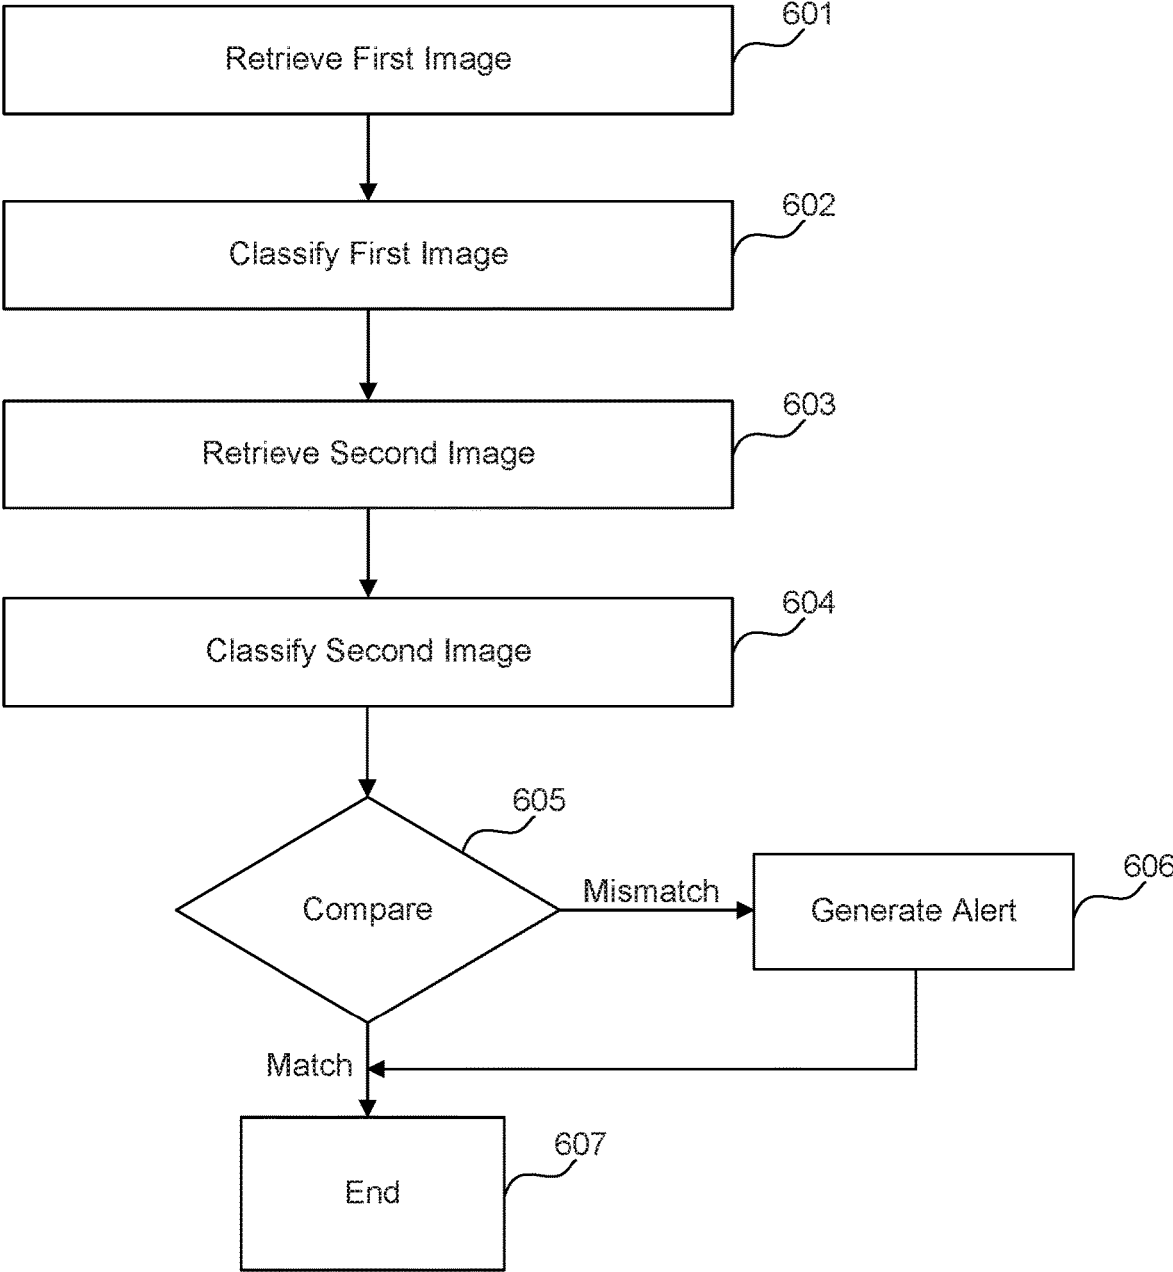 601
Retrieve First Image
602
Classify First Image
603
Retrieve Second Image
604
Classify Second Image
605
Compare
Mismatch
606
Generate Alert
Match
607
End